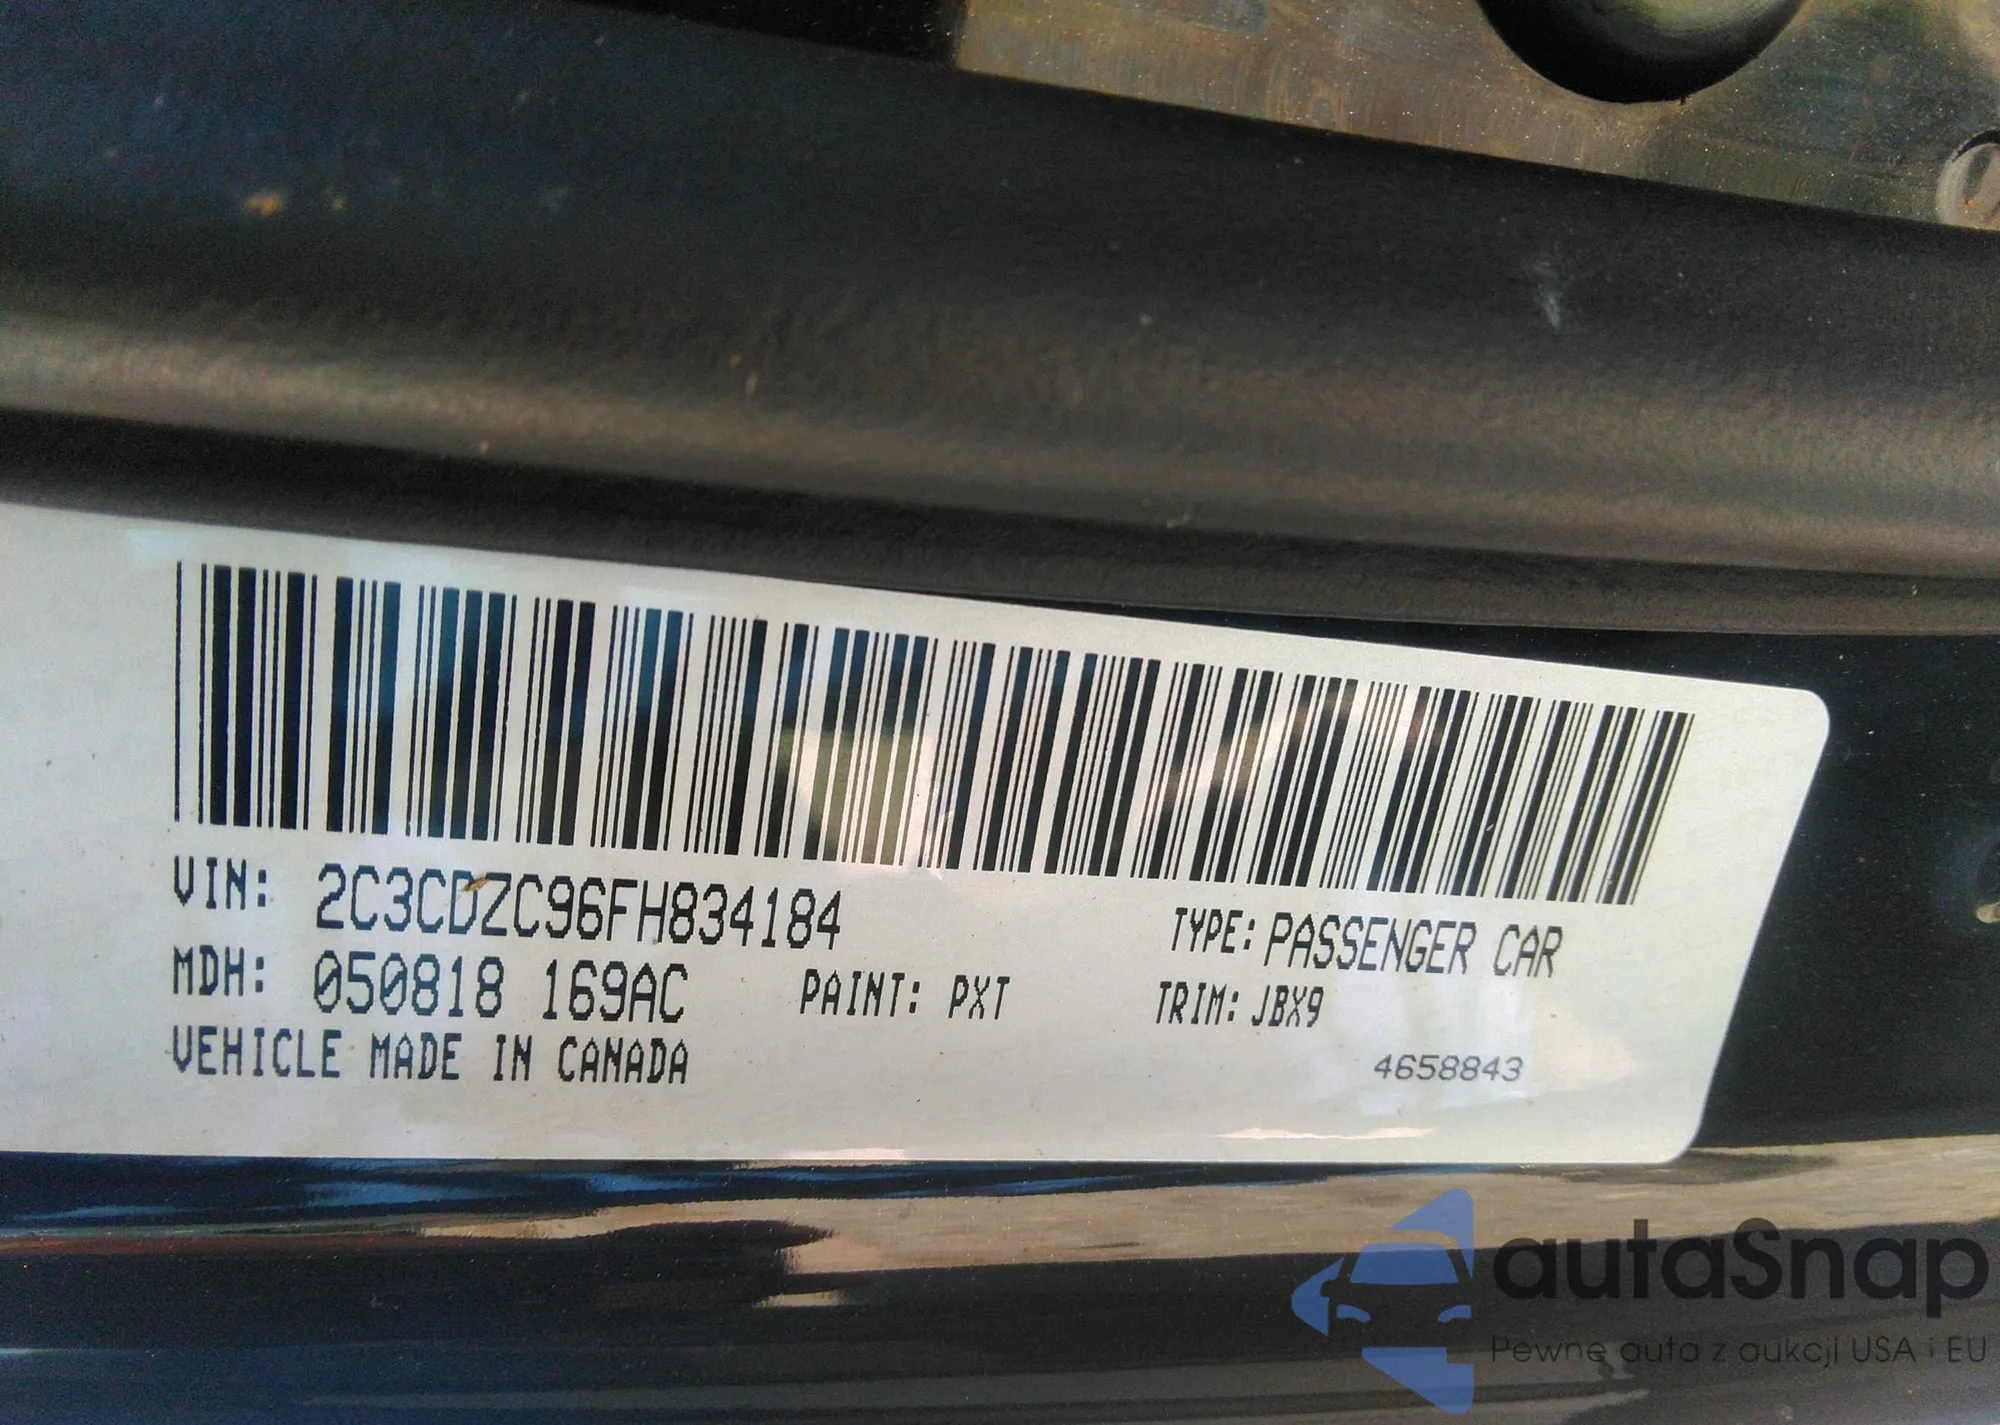 VIN: 2C3CDZC96FH834184
TYPE: PASSENGER CAR
MDH: 050818 169AC
PAINT: PXT
TRIM: JBX9
VEHICLE MADE IN CANADA
4658843
autaSnap
Pewne auta z aukcji USA i EU